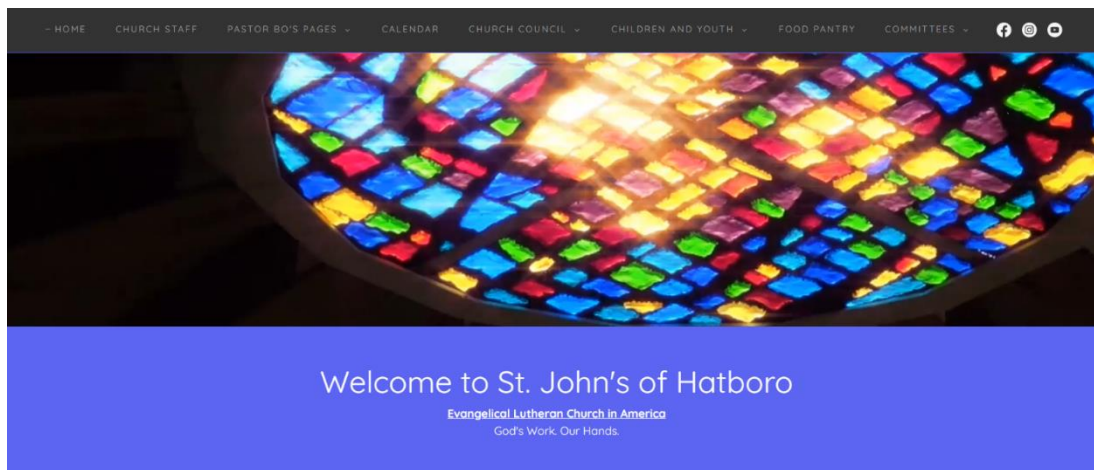 – HOME CHURCH STAFF PASTOR BO'S PAGES CALENDAR CHURCH COUNCIL CHILDREN AND YOUTH FOOD PANTRY COMMITTEES
Welcome to St. John's of Hatboro
Evangelical Lutheran Church in America
God's Work. Our Hands.